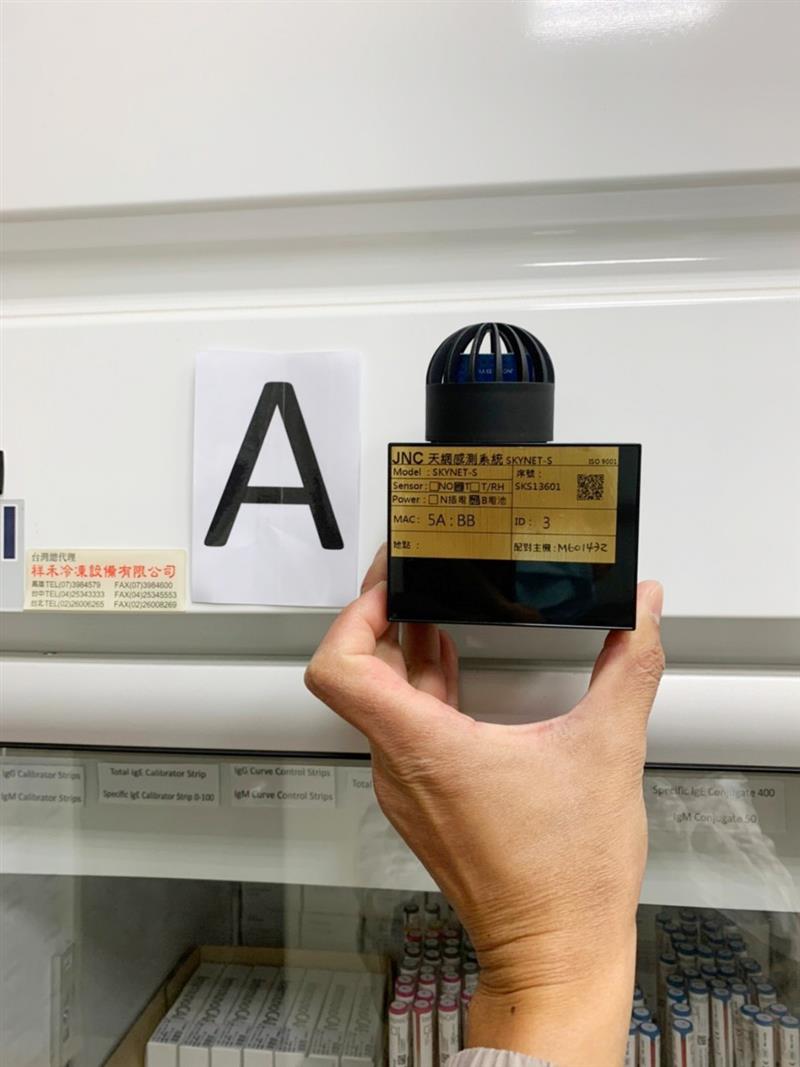 A
JNC 天網感測系統 SKYNET-S ISO 9001
Model : SKYNET-S
序號 :
Sensor: NO T T/RH
SKS13601
Power : N插電 B電池
MAC: 5A:BB
ID: 3
地點 :
配對主機: M601432
台灣總代理
祥禾冷凍設備有限公司
高雄TEL(07)3984579 FAX(07)3984600
台中TEL(04)25343333 FAX(04)25345553
台北TEL(02)26006265 FAX(02)26008269
IgG Calibrator Strips
IgM Calibrator Strips
Total IgE Calibrator Strip
Specific IgE Calibrator Strip 0-100
IgG Curve Control Strips
IgM Curve Control Strips
Total
Specific IgE Conjugate 400
IgM Conjugate 50
ImmunoCAP